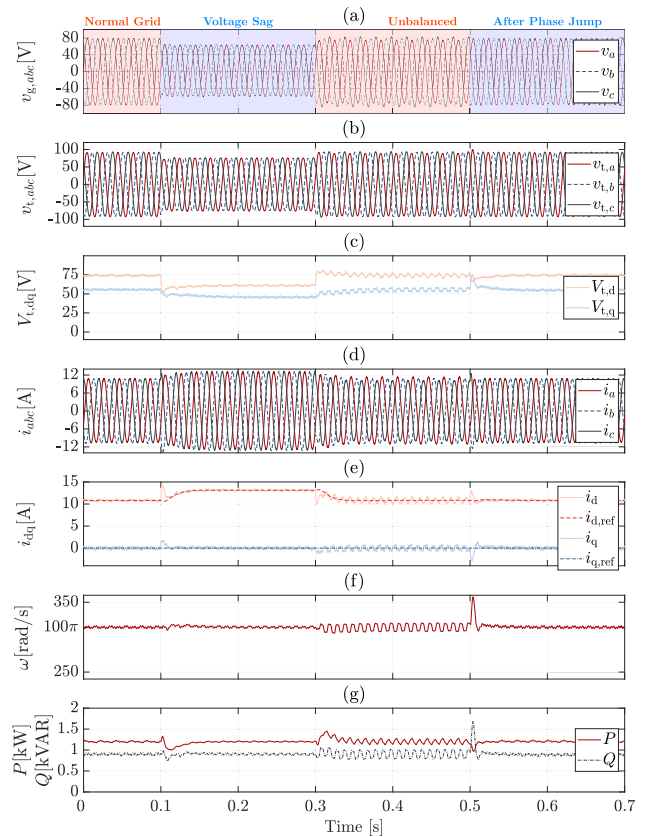 (a)
Normal Grid Voltage Sag Unbalanced After Phase Jump
v_g,abc[V]
80
40
0
-40
-80
v_a
v_b
v_c
(b)
v_t,abc[V]
100
50
0
-50
-100
v_t,a
v_t,b
v_t,c
(c)
V_t,dq[V]
75
50
25
0
V_t,d
V_t,q
(d)
i_abc[A]
12
6
0
-6
-12
i_a
i_b
i_c
(e)
i_dq[A]
15
10
5
0
i_d
i_d,ref
i_q
i_q,ref
(f)
ω[rad/s]
350
100π
250
(g)
P[kW]
Q[kVAR]
2
1.5
1
0.5
0
P
Q
0 0.1 0.2 0.3 0.4 0.5 0.6 0.7
Time [s]